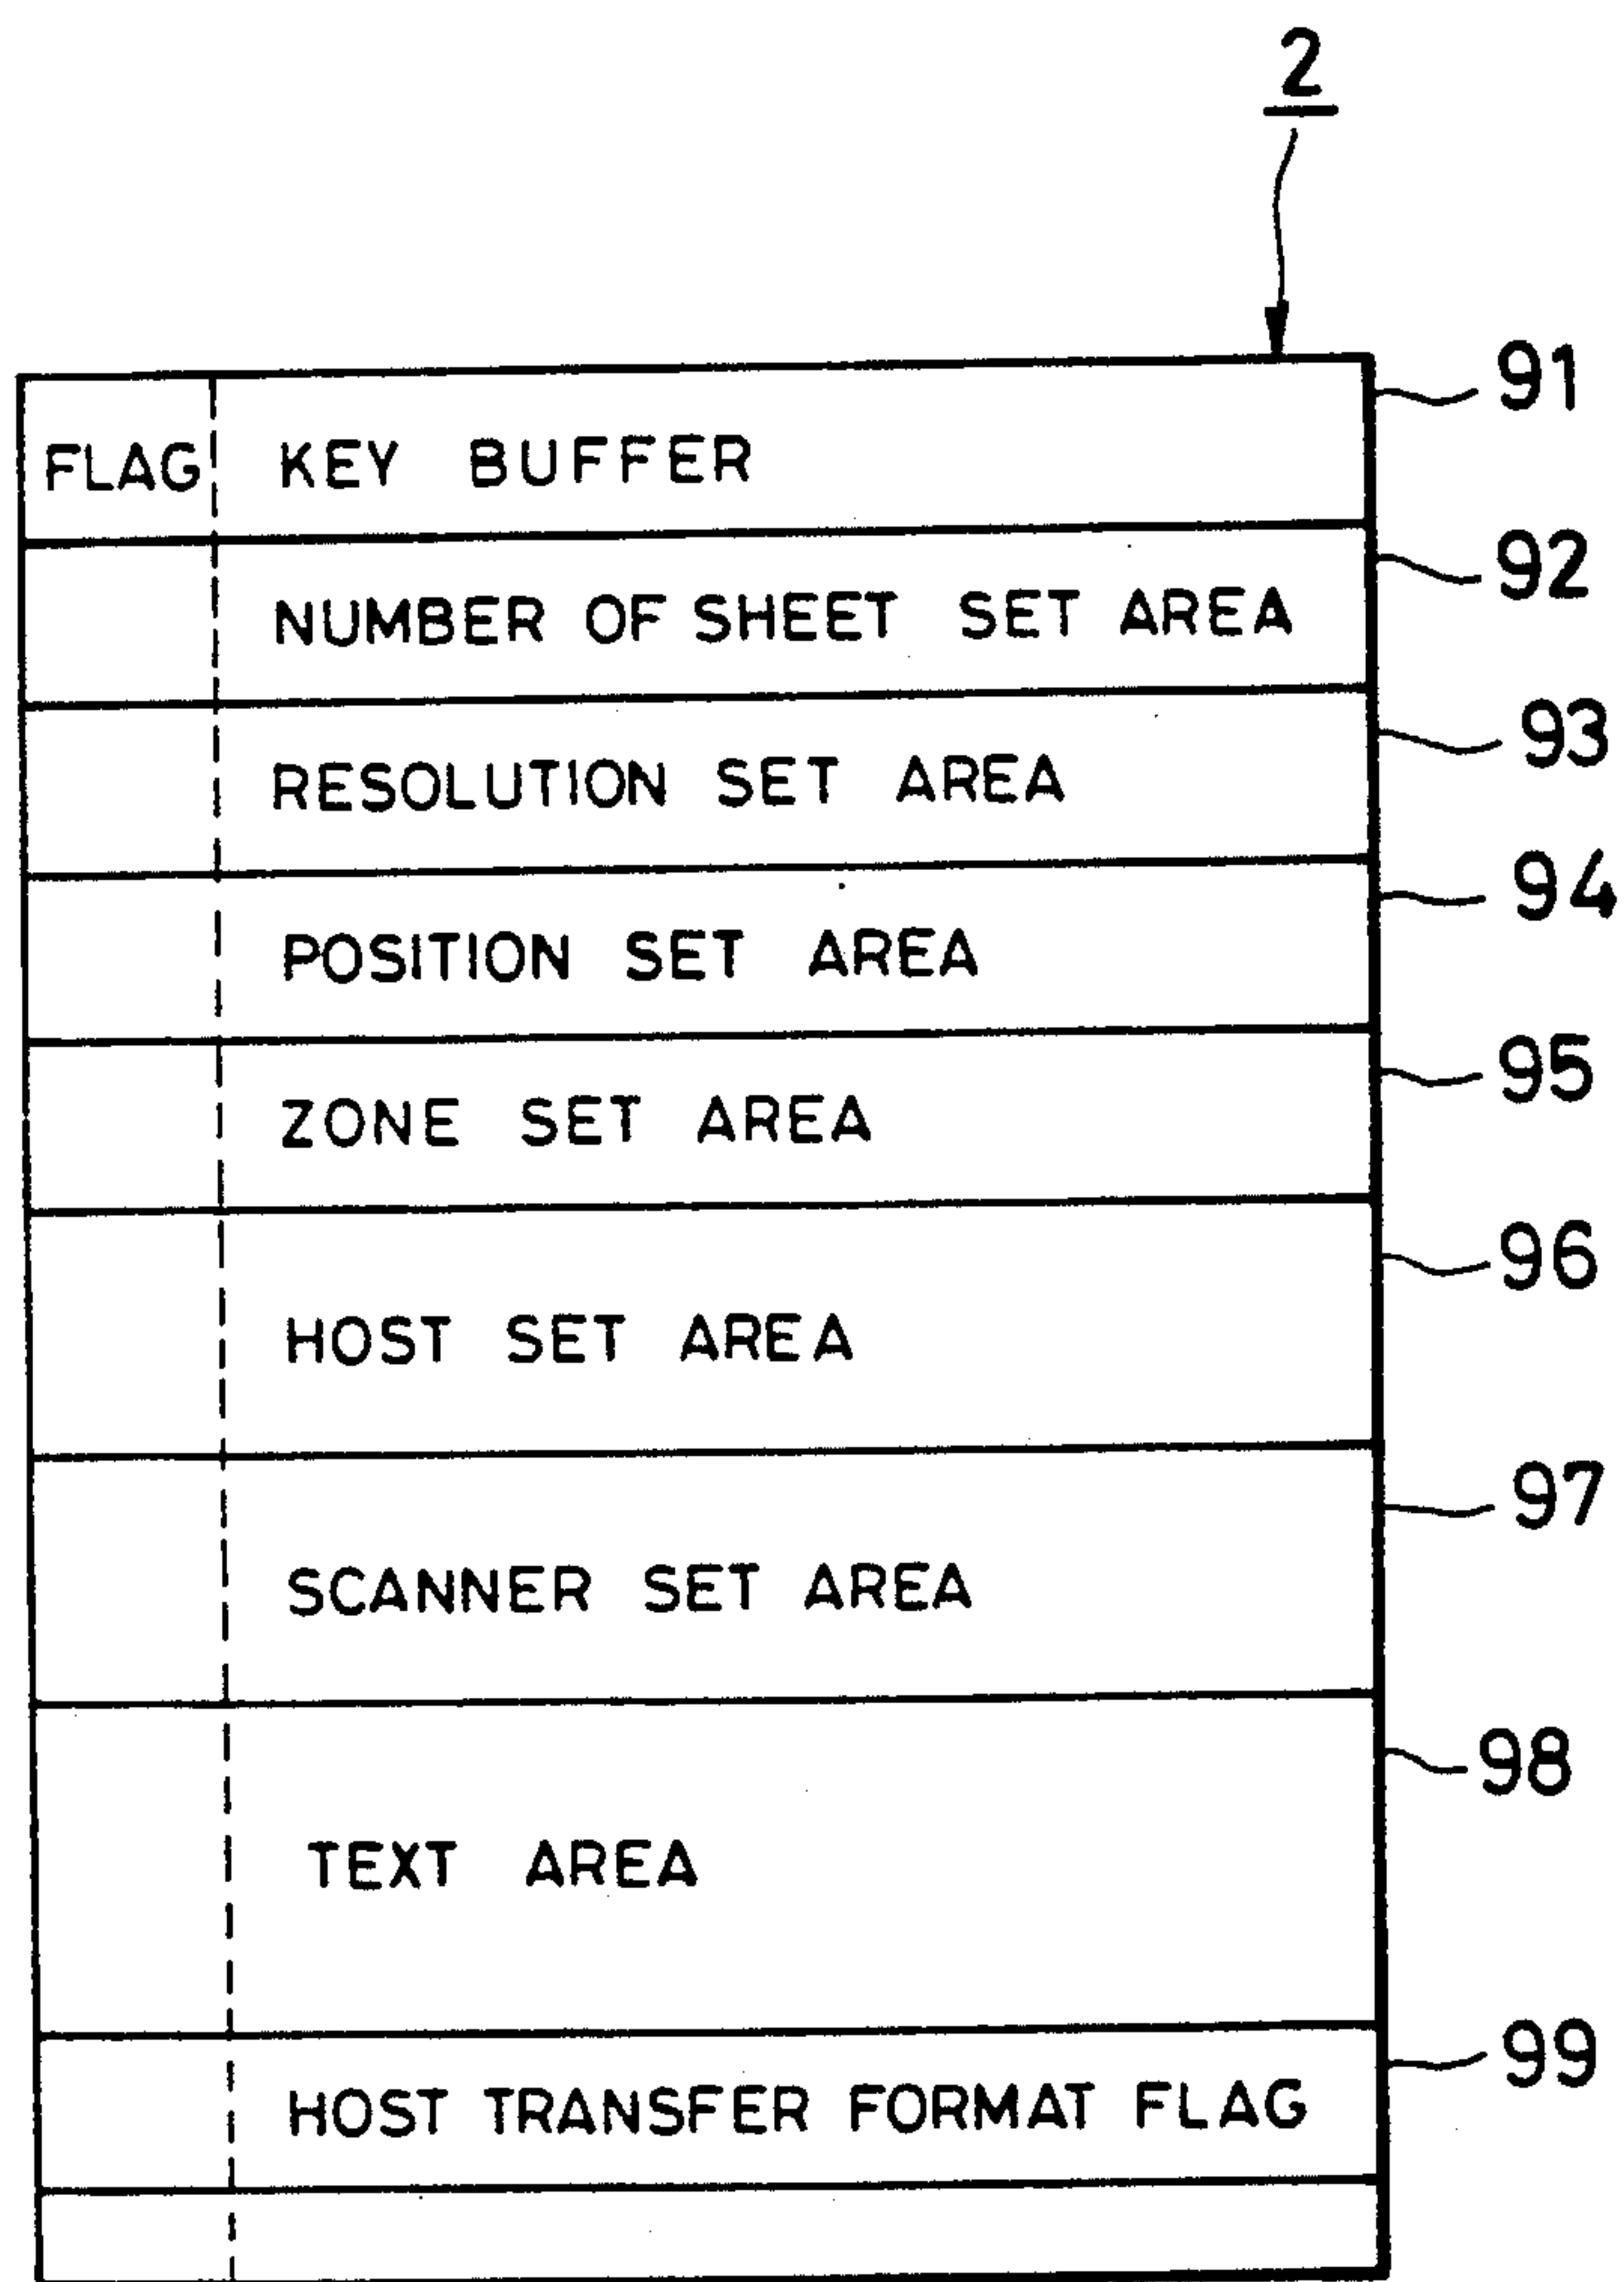 2
91
FLAG KEY BUFFER
92
NUMBER OF SHEET SET AREA
93
RESOLUTION SET AREA
94
POSITION SET AREA
95
ZONE SET AREA
96
HOST SET AREA
97
SCANNER SET AREA
98
TEXT AREA
99
HOST TRANSFER FORMAT FLAG